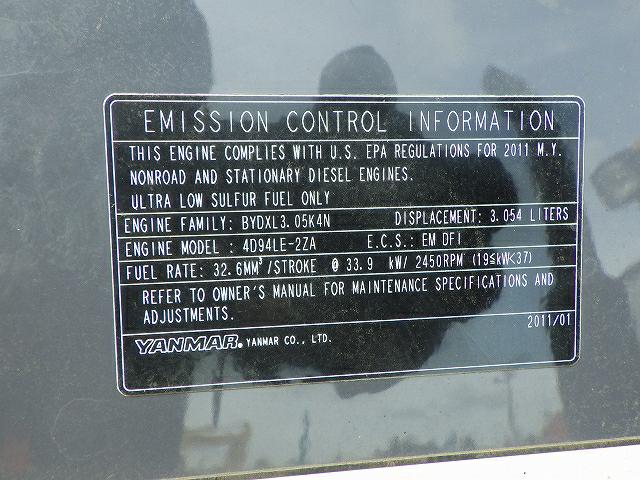 EMISSION CONTROL INFORMATION
THIS ENGINE COMPLIES WITH U.S. EPA REGULATIONS FOR 2011 M.Y.
NONROAD AND STATIONARY DIESEL ENGINES.
ULTRA LOW SULFUR FUEL ONLY
ENGINE FAMILY: BYDXL3.05K4N DISPLACEMENT: 3.054 LITERS
ENGINE MODEL : 4D94LE-2ZA E.C.S.: EM DFI
FUEL RATE: 32.6MM³/STROKE @ 33.9 kW/ 2450RPM (19≤kW<37)
REFER TO OWNER'S MANUAL FOR MAINTENANCE SPECIFICATIONS AND
ADJUSTMENTS.
2011/01
YANMAR. YANMAR CO., LTD.